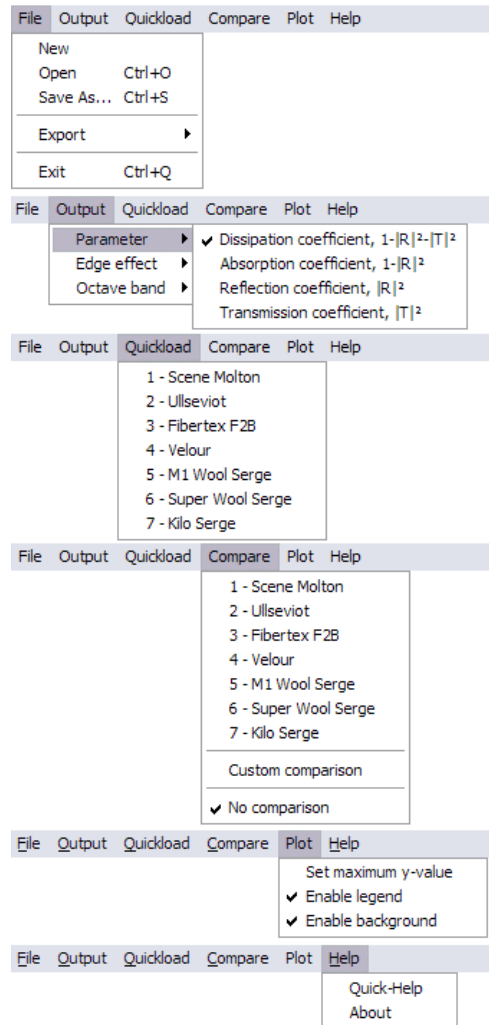 File Output Quickload Compare Plot Help
New
Open Ctrl+O
Save As... Ctrl+S
Export
Exit Ctrl+Q
File Output Quickload Compare Plot Help
Parameter Dissipation coefficient, 1-|R|²-|T|²
Edge effect Absorption coefficient, 1-|R|²
Octave band Reflection coefficient, |R|²
Transmission coefficient, |T|²
File Output Quickload Compare Plot Help
1 - Scene Molton
2 - Ullseviot
3 - Fibertex F2B
4 - Velour
5 - M1 Wool Serge
6 - Super Wool Serge
7 - Kilo Serge
File Output Quickload Compare Plot Help
1 - Scene Molton
2 - Ullseviot
3 - Fibertex F2B
4 - Velour
5 - M1 Wool Serge
6 - Super Wool Serge
7 - Kilo Serge
Custom comparison
No comparison
File Output Quickload Compare Plot Help
Set maximum y-value
Enable legend
Enable background
File Output Quickload Compare Plot Help
Quick-Help
About